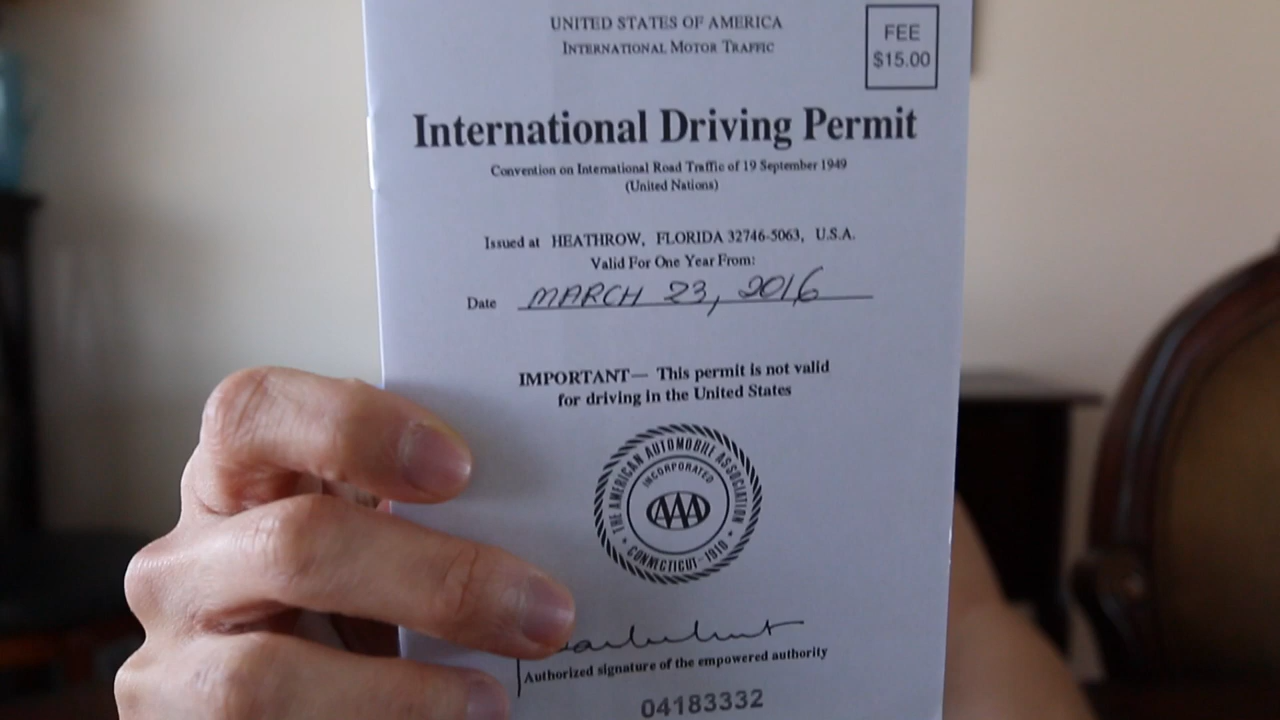 UNITED STATES OF AMERICA
INTERNATIONAL MOTOR TRAFFIC
FEE
$15.00
International Driving Permit
Convention on International Road Traffic of 19 September 1949
(United Nations)
Issued at HEATHROW, FLORIDA 32746-5063, U.S.A.
Valid For One Year From:
Date MARCH 23, 2016
IMPORTANT— This permit is not valid
for driving in the United States
THE AMERICAN AUTOMOBILE ASSOCIATION
INCORPORATED
AAA
• CONNECTICUT - 1910 •
Authorized signature of the empowered authority
04183332